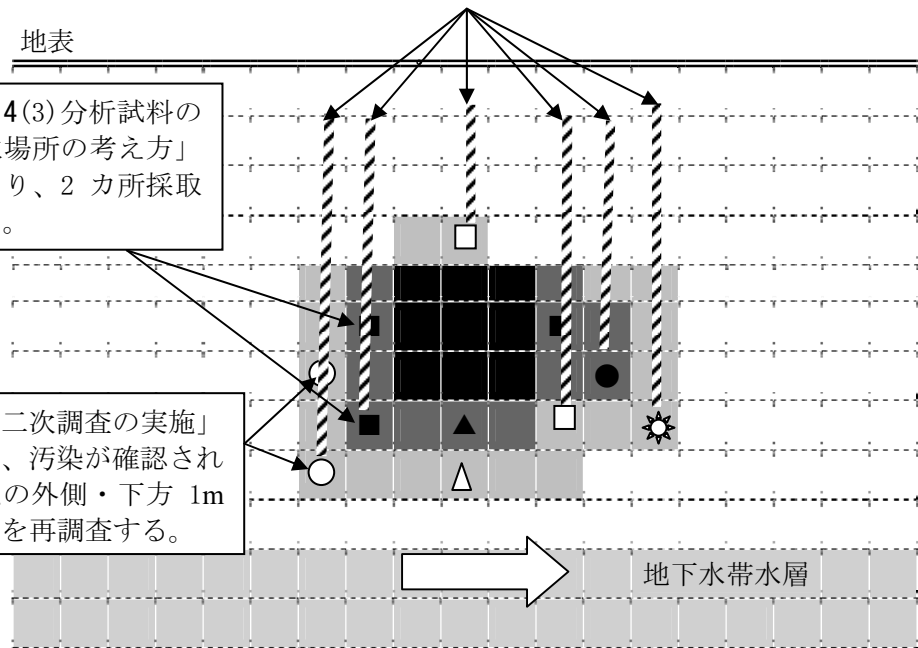 地表
4(3)分析試料の
場所の考え方」
り、2 カ所採取
。
二次調査の実施」
、汚染が確認され
の外側・下方 1m
を再調査する。
地下水帯水層